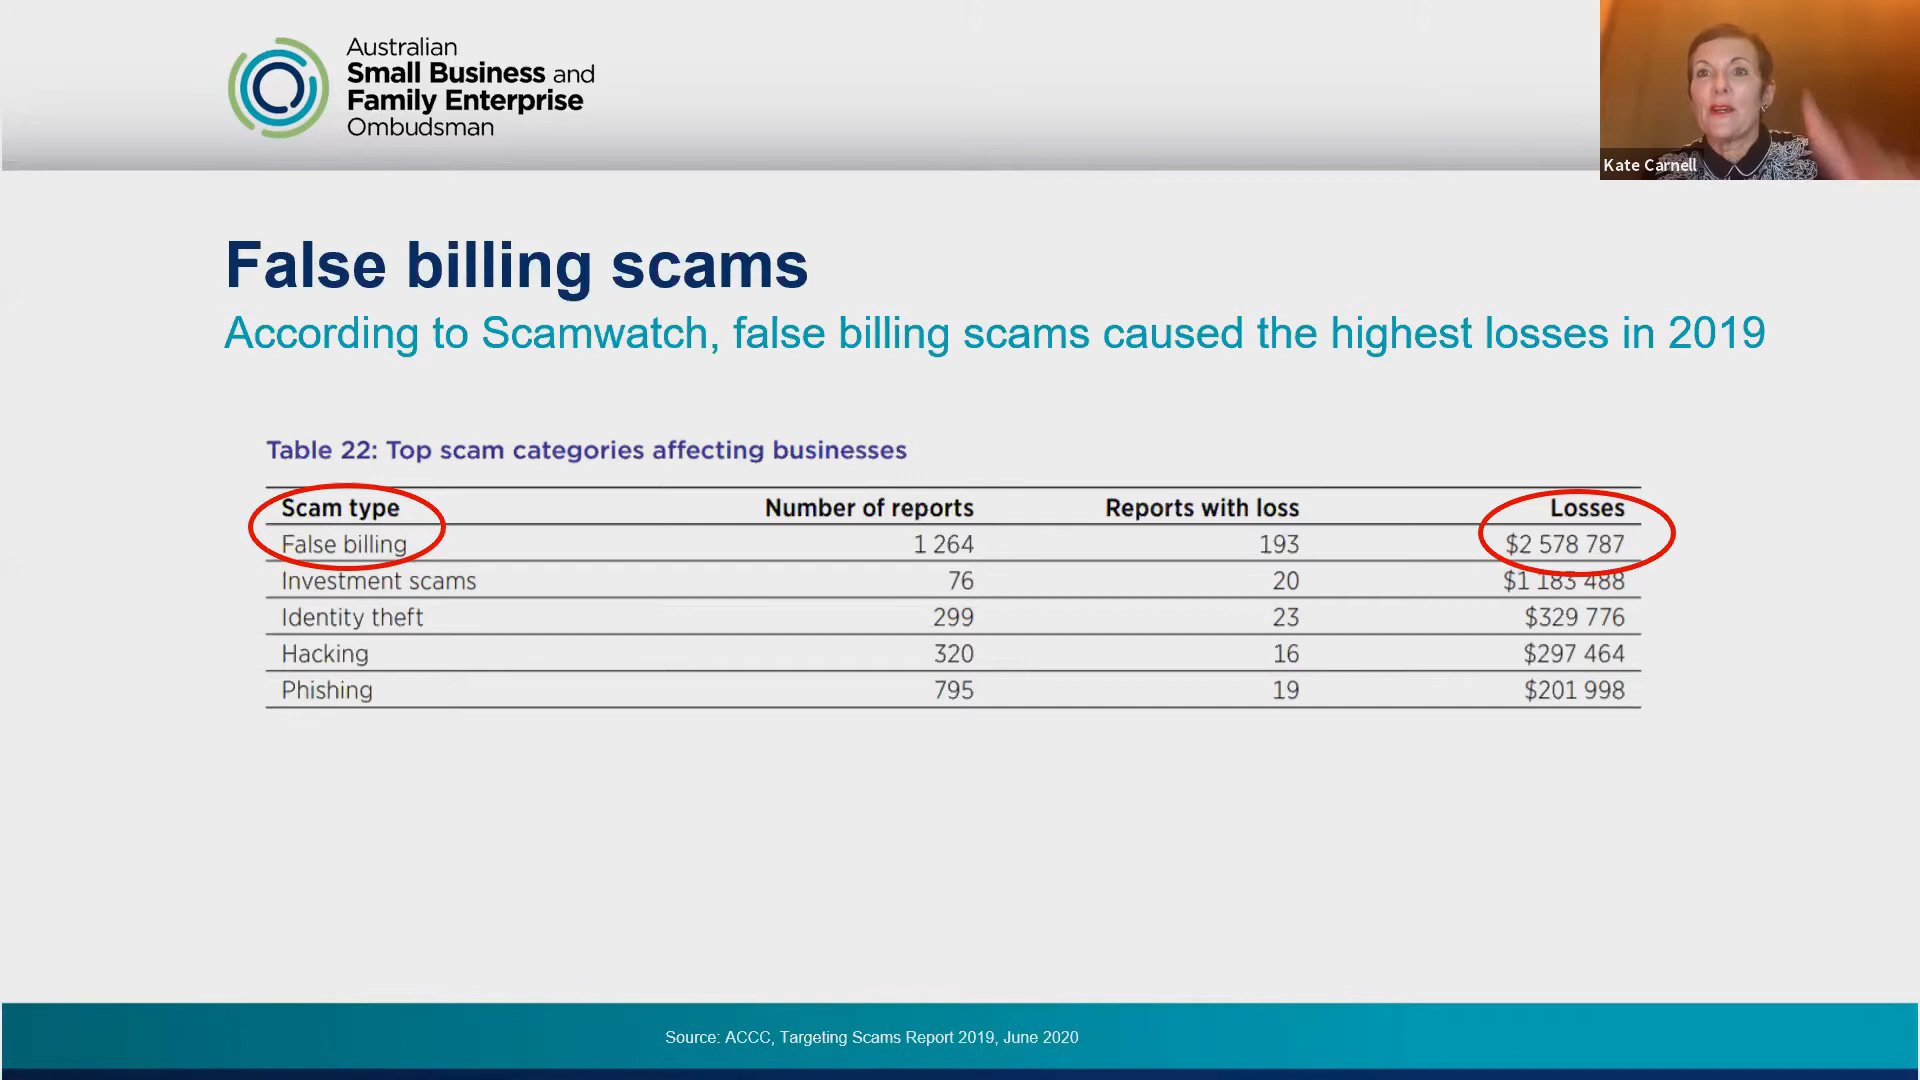 Australian
Small Business and
Family Enterprise
Ombudsman
Kate Carnell
False billing scams
According to Scamwatch, false billing scams caused the highest losses in 2019
Table 22: Top scam categories affecting businesses
Scam type Number of reports Reports with loss Losses
False billing 1 264 193 $2 578 787
Investment scams 76 20 $1 183 488
Identity theft 299 23 $329 776
Hacking 320 16 $297 464
Phishing 795 19 $201 998
Source: ACCC, Targeting Scams Report 2019, June 2020